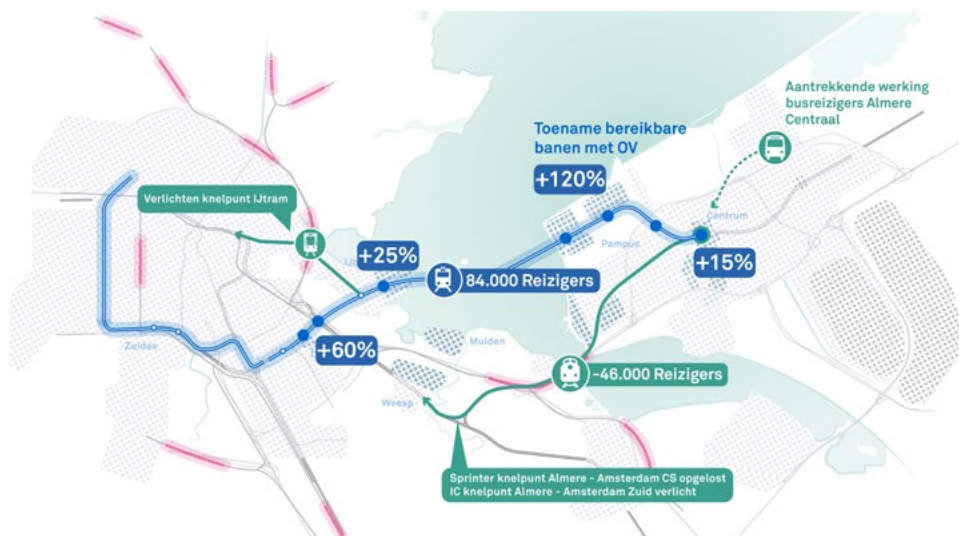 Aantrekkende werking
busreizigers Almere
Centraal
Toename bereikbare
banen met OV
+120%
Verlichten knelpunt IJtram
Centrum
Pampus
+25%
+15%
84.000 Reizigers
+60%
Zuidas
Muiden
-46.000 Reizigers
Weesp
Sprinter knelpunt Almere - Amsterdam CS opgelost
IC knelpunt Almere - Amsterdam Zuid verlicht